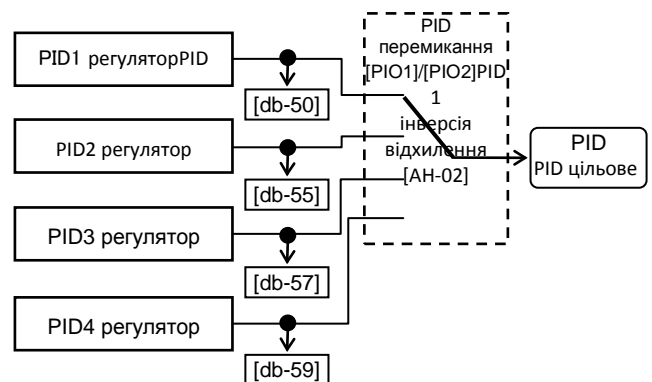 PID1 регуляторPID
[db-50]
PID2 регулятор
[db-55]
PID3 регулятор
[db-57]
PID4 регулятор
[db-59]
PID
перемикання
[PIO1]/[PIO2]PID
1
інверсія
відхилення
[AH-02]
PID
PID цільове